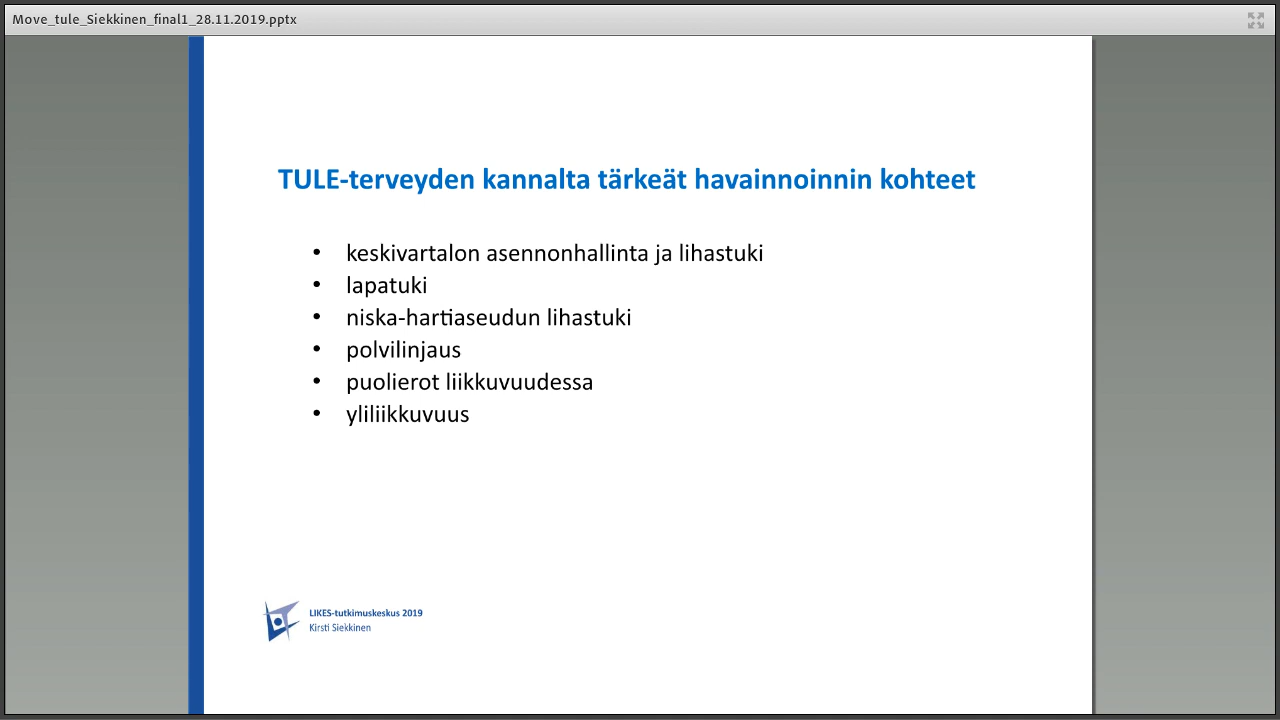 Move_tule_Siekkinen_final1_28.11.2019.pptx
TULE-terveyden kannalta tärkeät havainnoinnin kohteet
• keskivartalon asennonhallinta ja lihastuki
• lapatuki
• niska-hartiaseudun lihastuki
• polvilinjaus
• puolierot liikkuvuudessa
• yliliikkuvuus
LIKES-tutkimuskeskus 2019
Kirsti Siekkinen